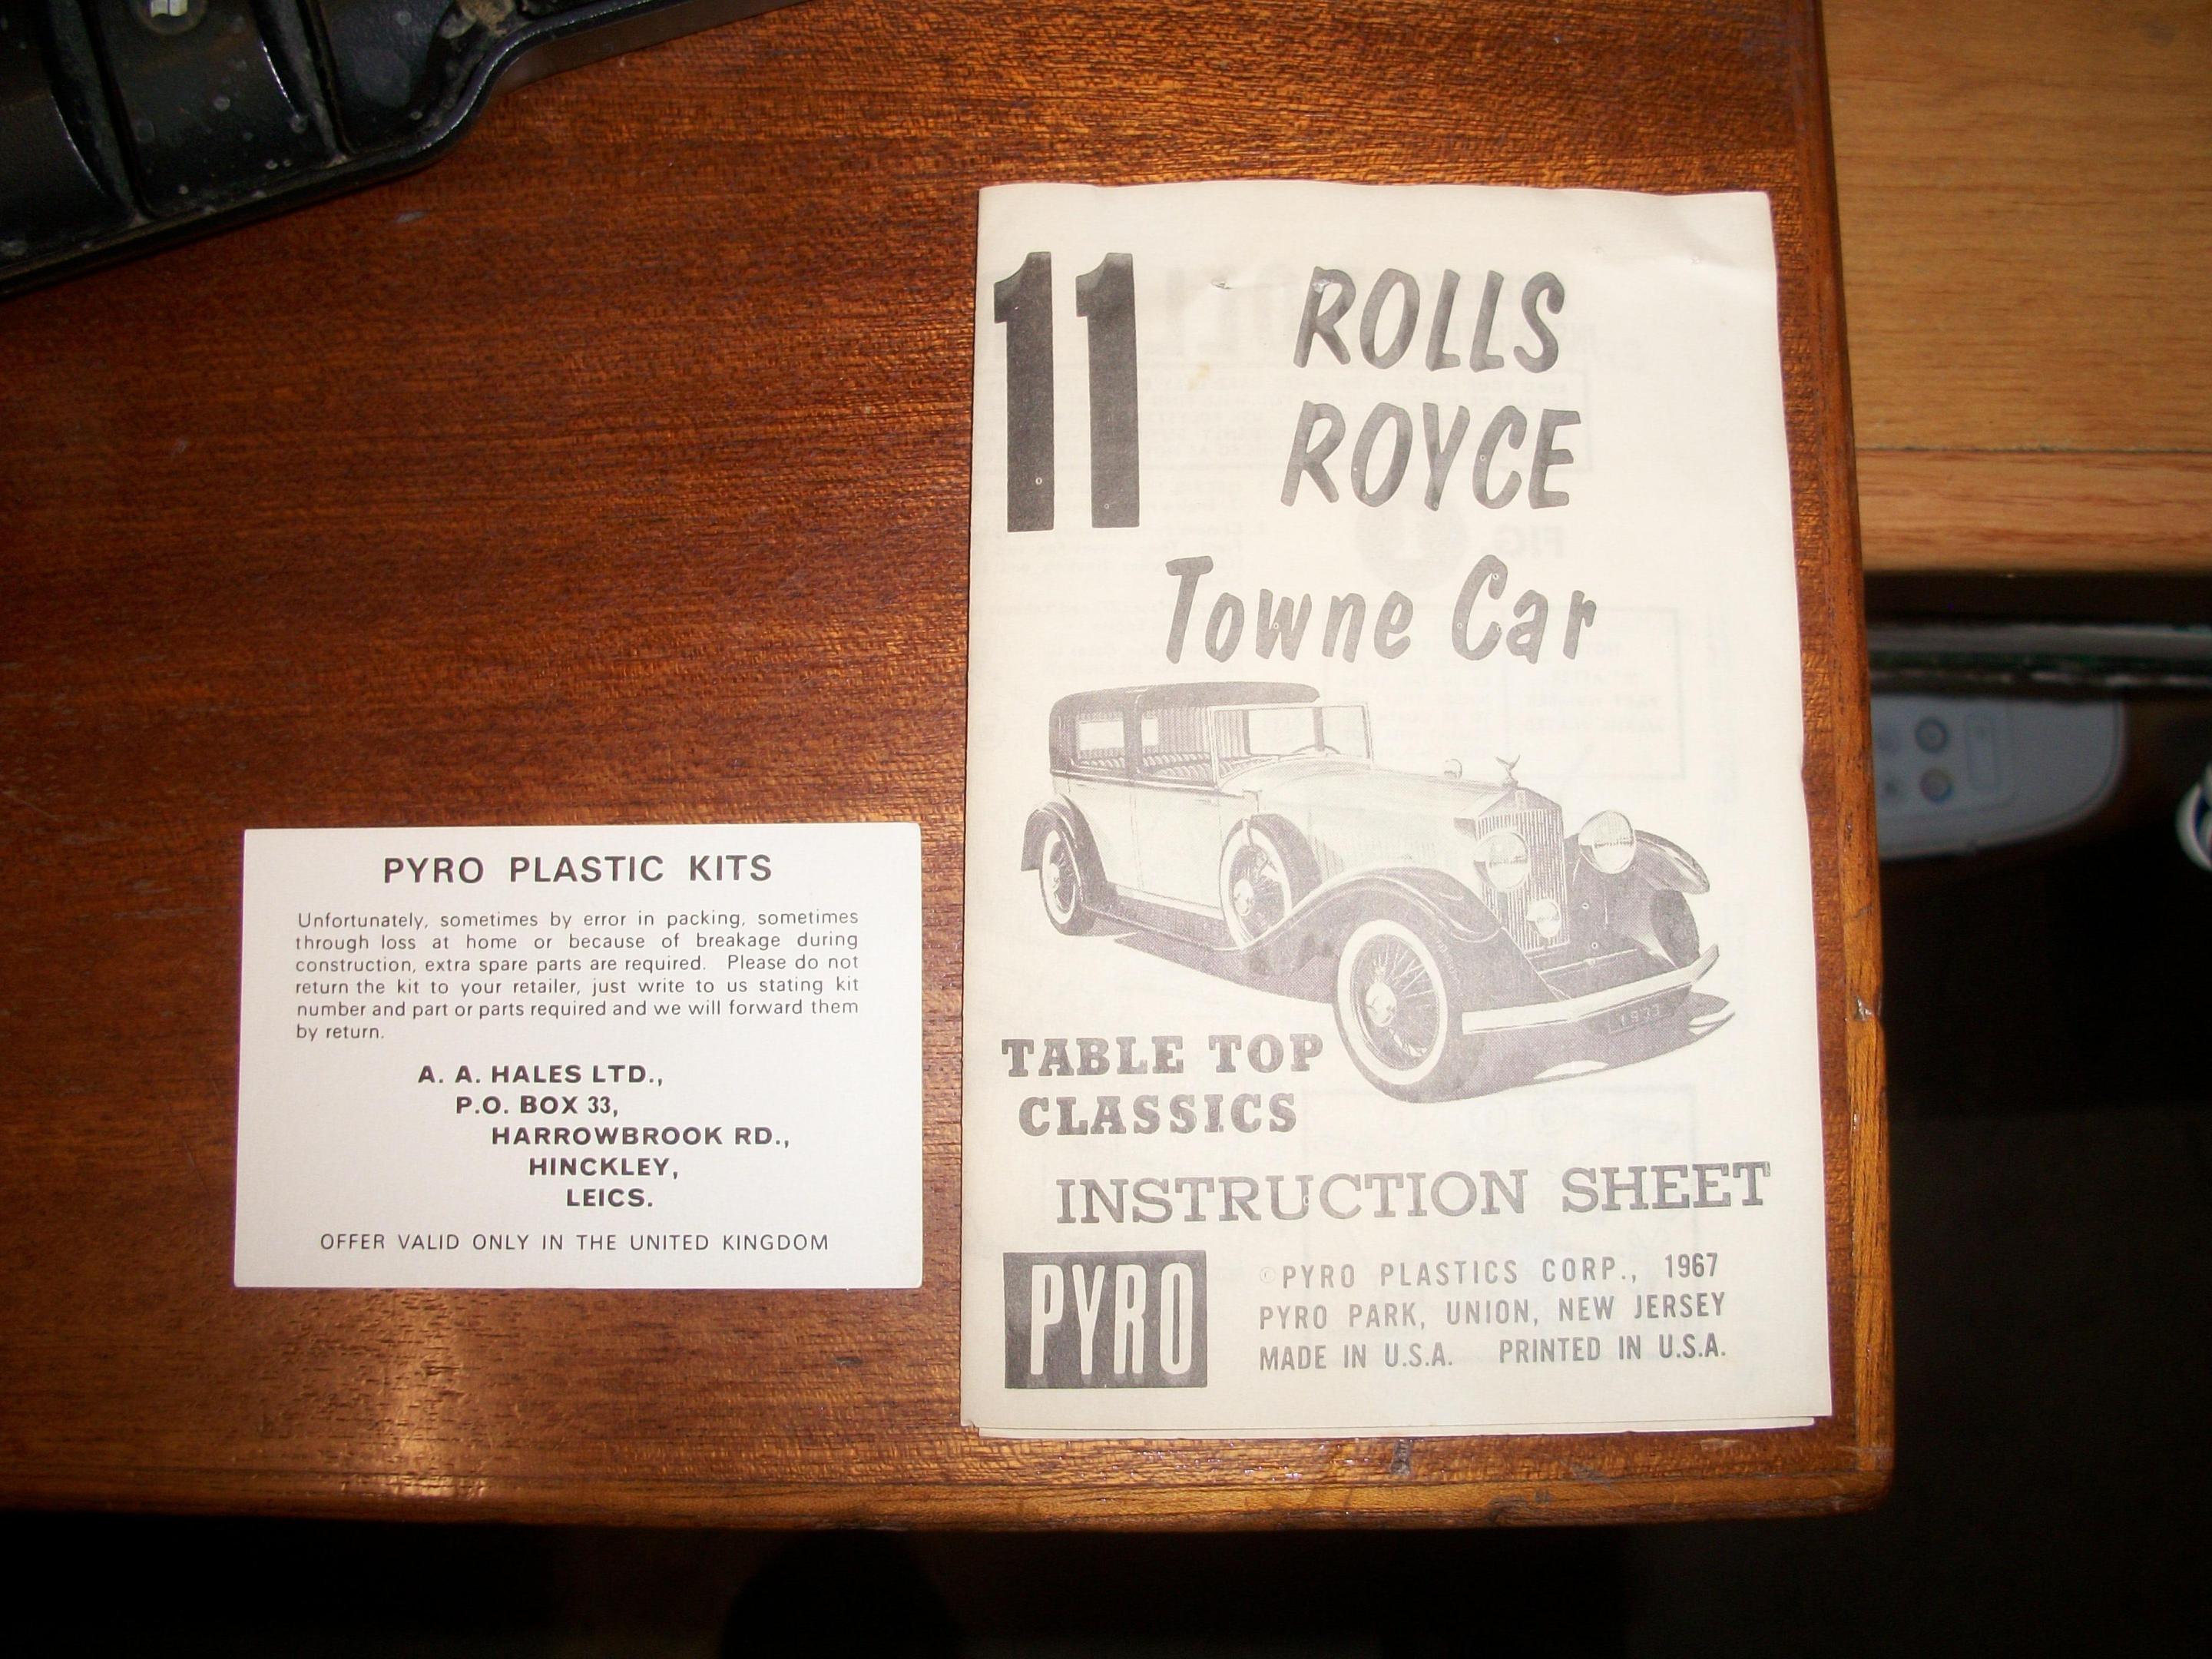 PYRO PLASTIC KITS
Unfortunately, sometimes by error in packing, sometimes
through loss at home or because of breakage during
construction, extra spare parts are required. Please do not
return the kit to your retailer, just write to us stating kit
number and part or parts required and we will forward them
by return.
A. A. HALES LTD.,
P.O. BOX 33,
HARROWBROOK RD.,
HINCKLEY,
LEICS.
OFFER VALID ONLY IN THE UNITED KINGDOM
11
ROLLS
ROYCE
Towne Car
1933
TABLE TOP
CLASSICS
INSTRUCTION SHEET
PYRO
©PYRO PLASTICS CORP., 1967
PYRO PARK, UNION, NEW JERSEY
MADE IN U.S.A. PRINTED IN U.S.A.